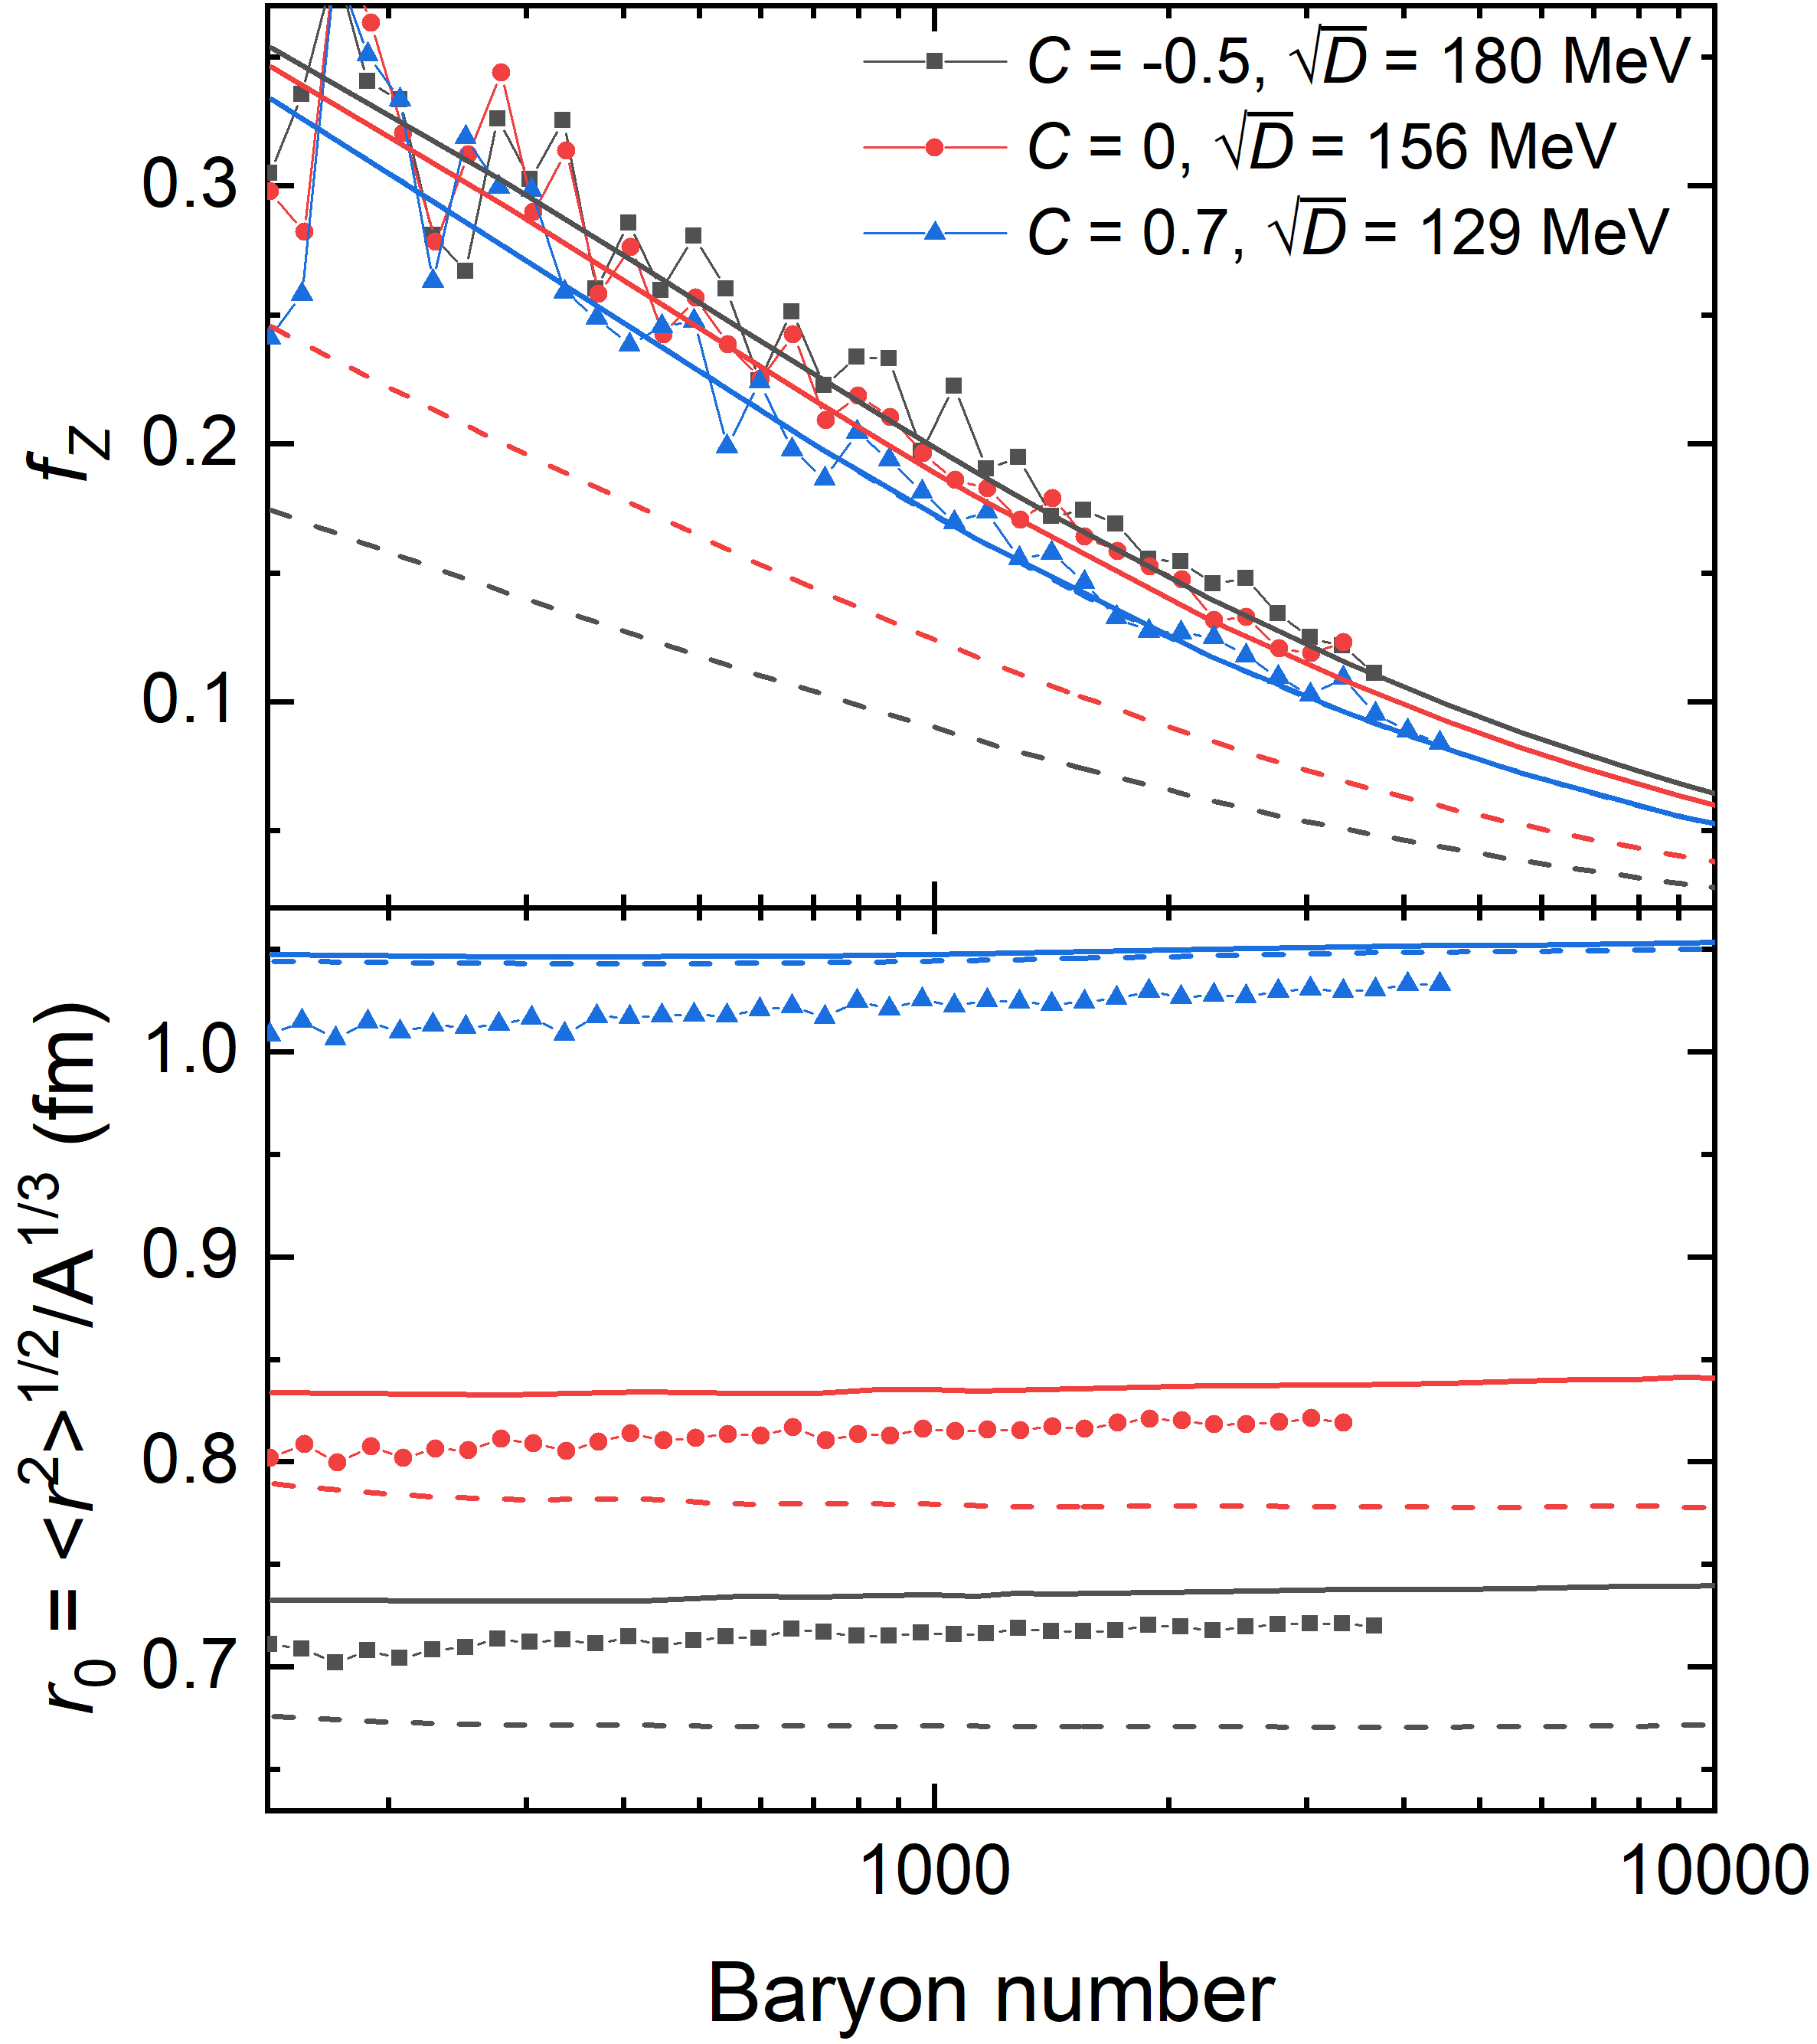 C = -0.5, √D = 180 MeV
C = 0, √D = 156 MeV
C = 0.7, √D = 129 MeV
f_Z
0.3
0.2
0.1
r_0 = <r^2>^1/2/A^1/3 (fm)
1.0
0.9
0.8
0.7
1000
10000
Baryon number